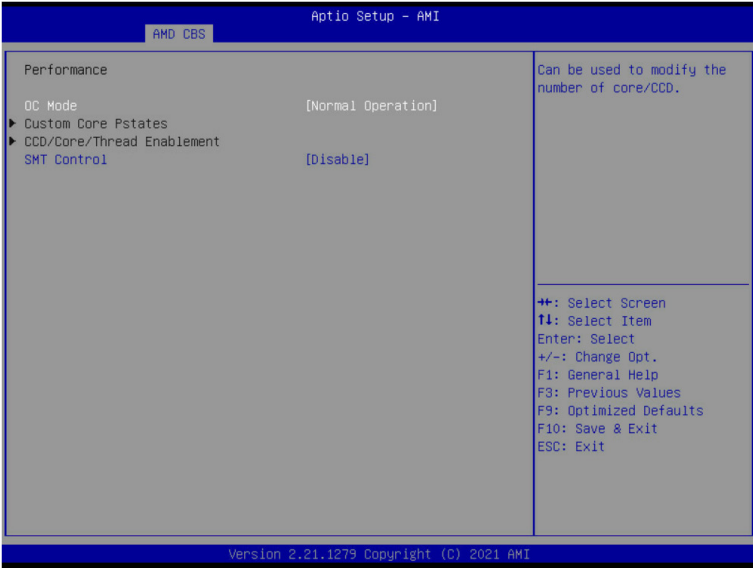 Aptio Setup – AMI
AMD CBS
Performance
OC Mode [Normal Operation]
▶ Custom Core Pstates
▶ CCD/Core/Thread Enablement
SMT Control [Disable]
Can be used to modify the
number of core/CCD.
→←: Select Screen
↑↓: Select Item
Enter: Select
+/-: Change Opt.
F1: General Help
F3: Previous Values
F9: Optimized Defaults
F10: Save & Exit
ESC: Exit
Version 2.21.1279 Copyright (C) 2021 AMI